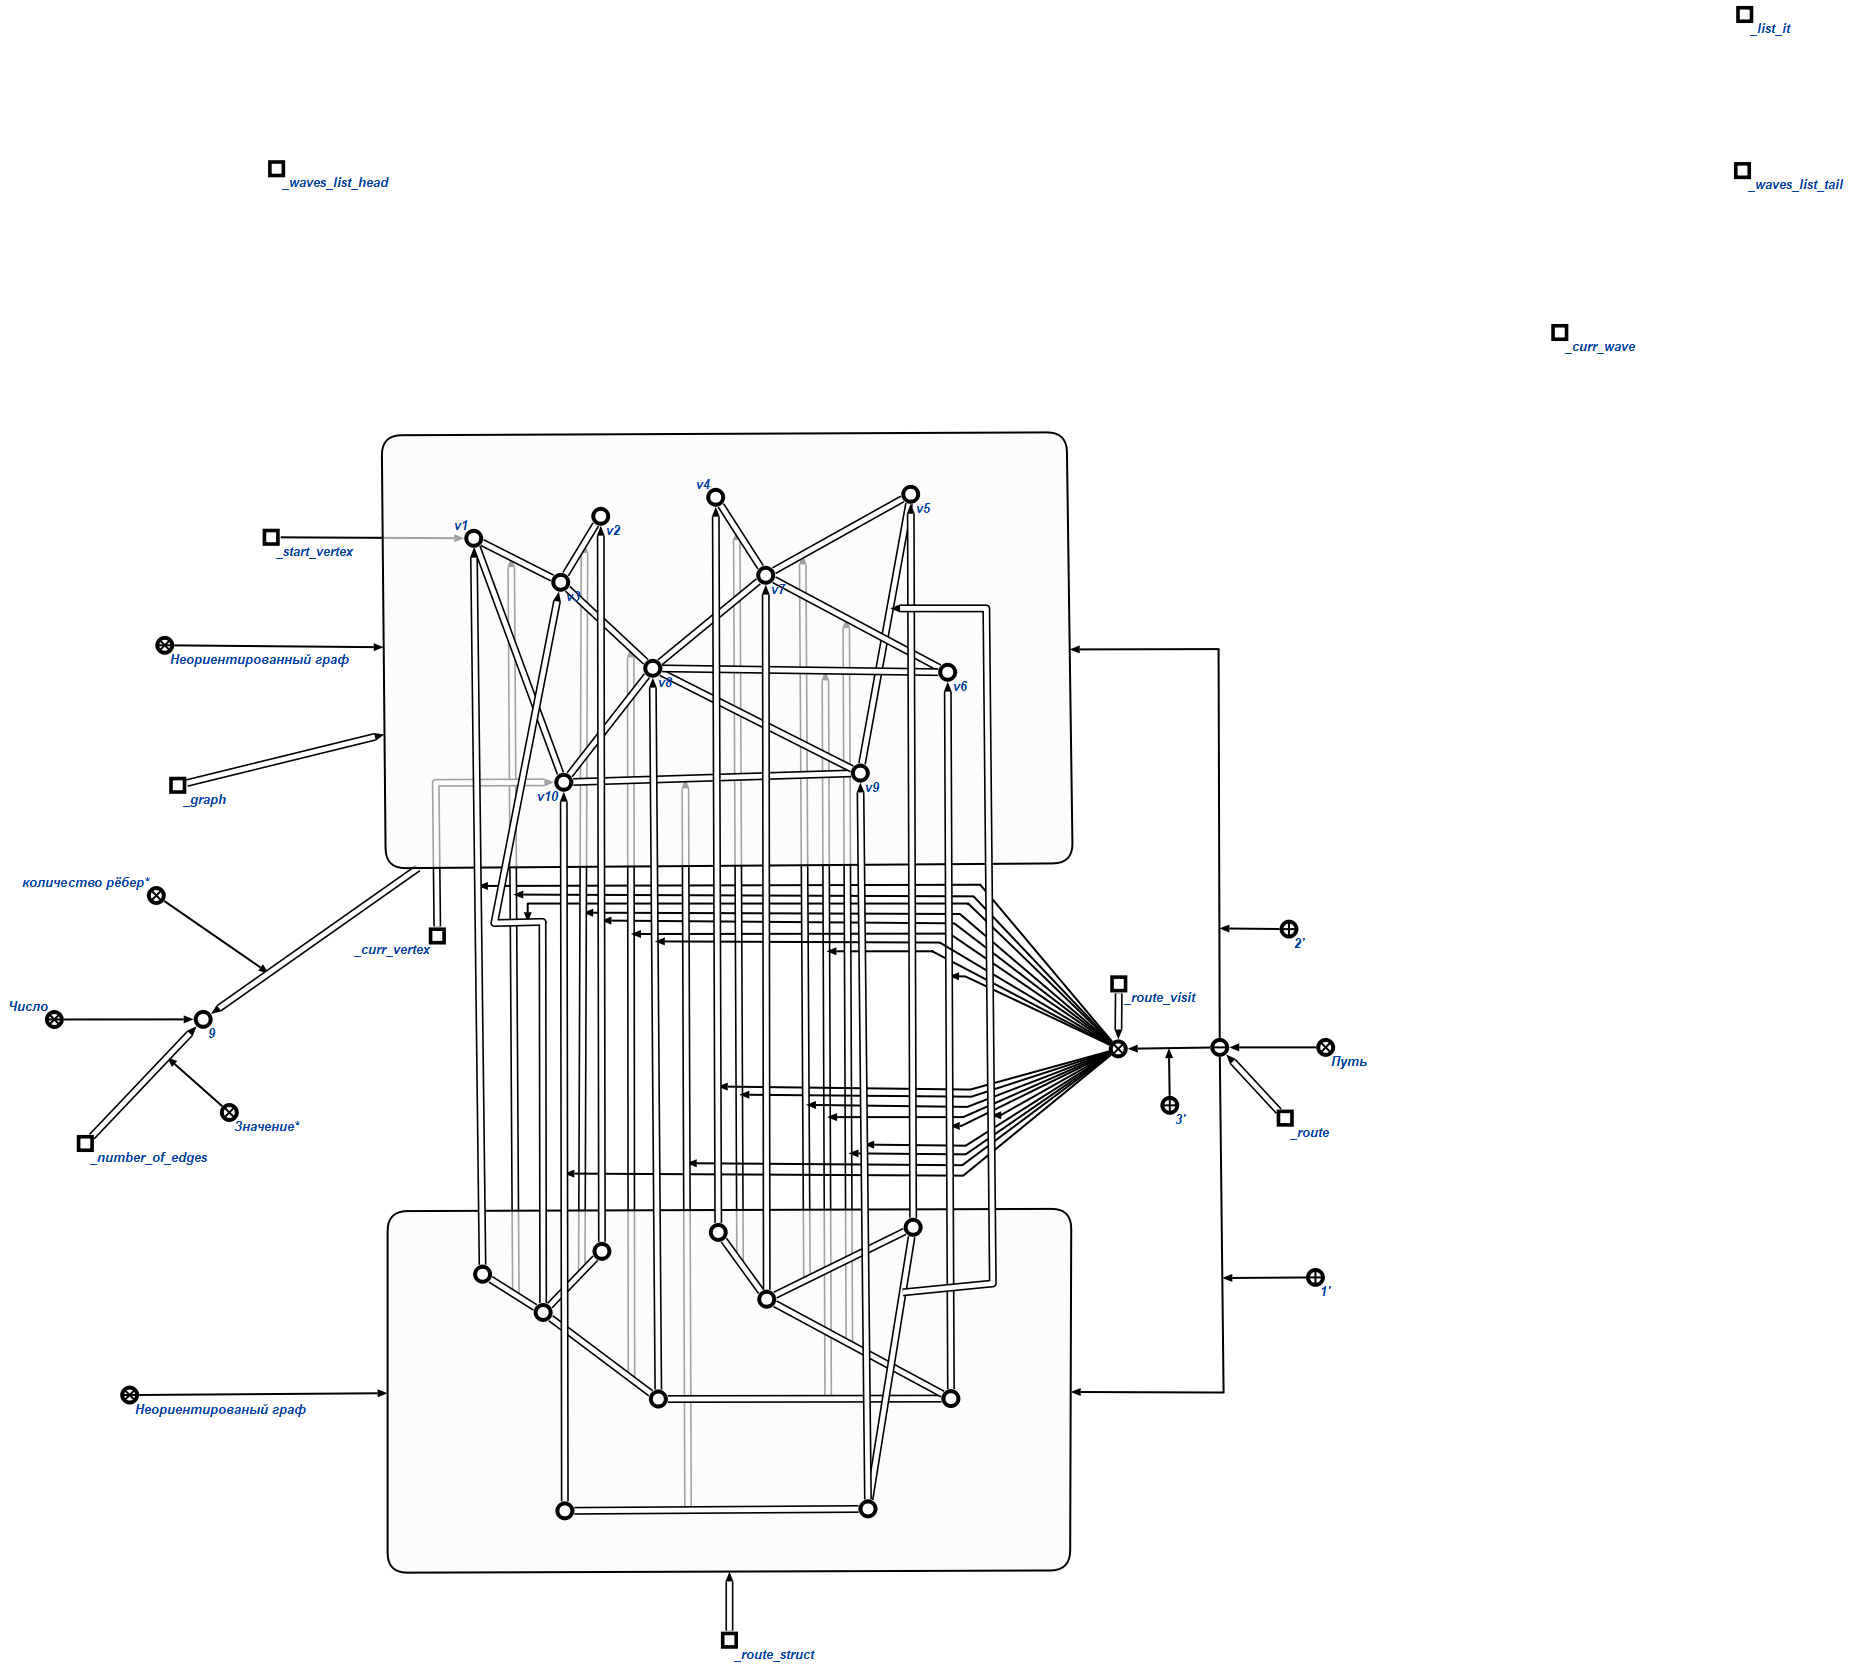 _list_it
_waves_list_head
_waves_list_tail
_curr_wave
v4
v5
v1
v2
_start_vertex
v7
v3
Неориентированный граф
v8
v6
_graph
v10
v9
количество рёбер*
_curr_vertex
2'
_route_visit
Число
9
Путь
3'
Значение*
_route
_number_of_edges
1'
Неориентированый граф
_route_struct